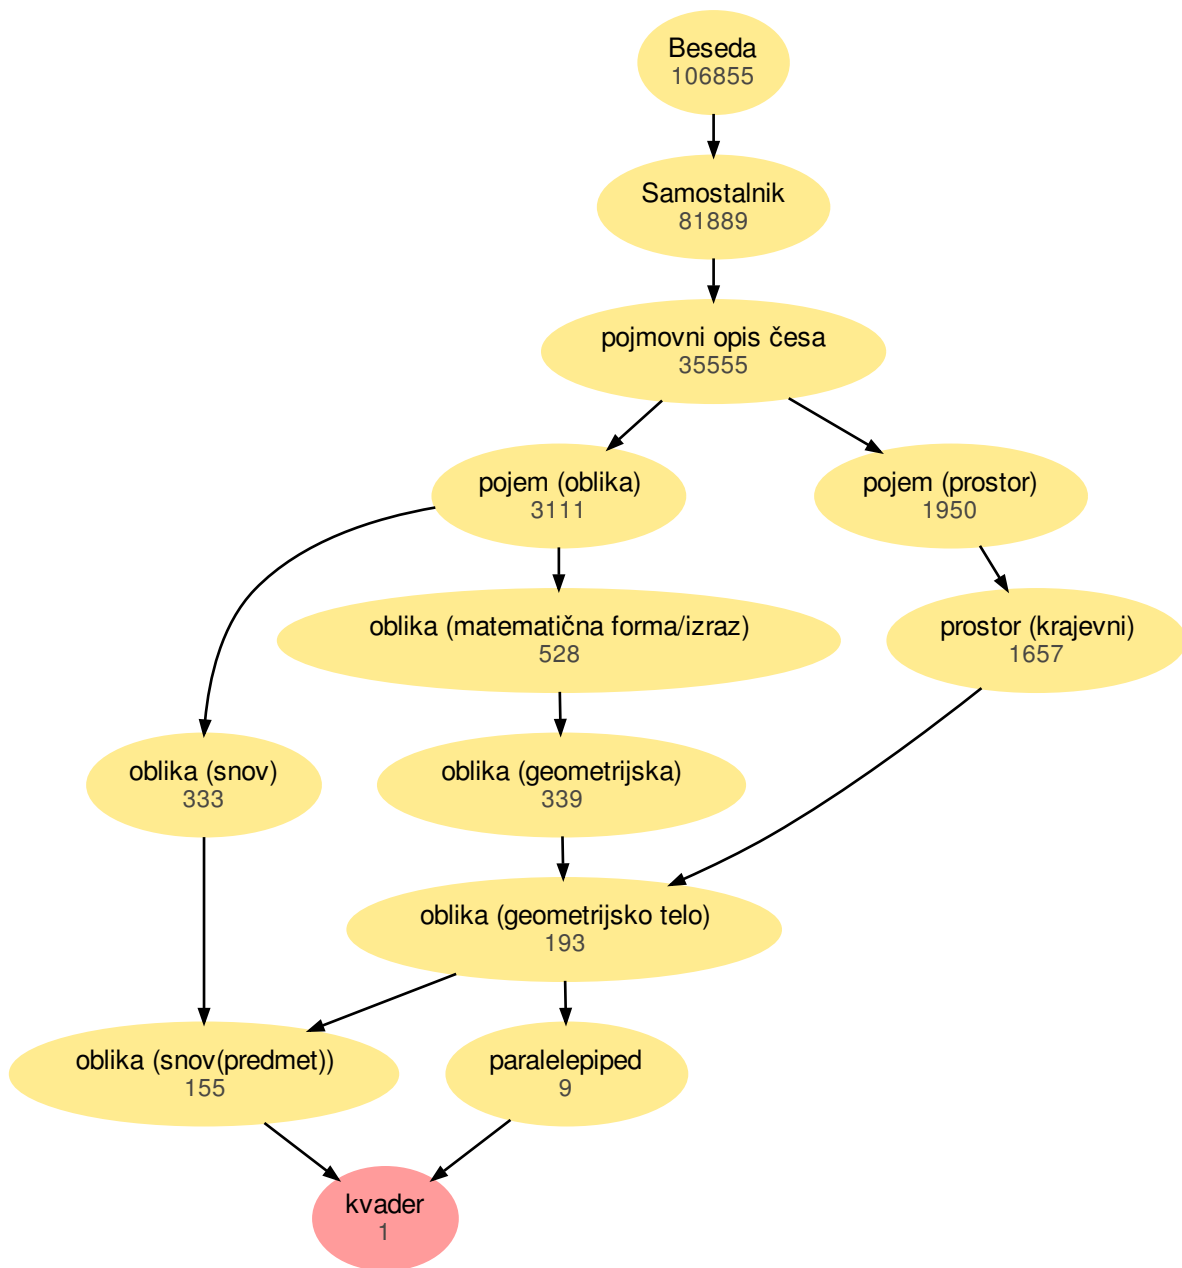 Beseda
106855
Samostalnik
81889
pojmovni opis česa
35555
pojem (oblika)
3111
pojem (prostor)
1950
oblika (matematična forma/izraz)
528
prostor (krajevni)
1657
oblika (snov)
333
oblika (geometrijska)
339
oblika (geometrijsko telo)
193
oblika (snov(predmet))
155
paralelepiped
9
kvader
1